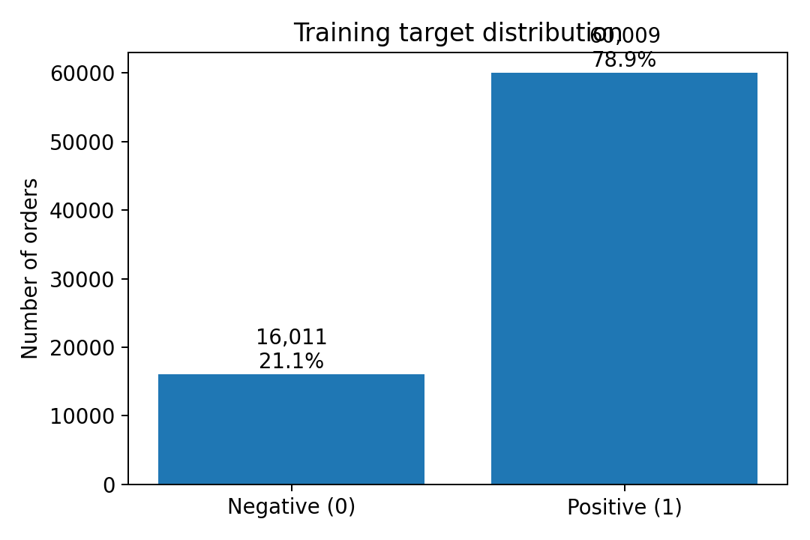 Training target distribution
60,009
78.9%
60000
50000
40000
30000
20000
10000
0
Number of orders
16,011
21.1%
Negative (0)
Positive (1)